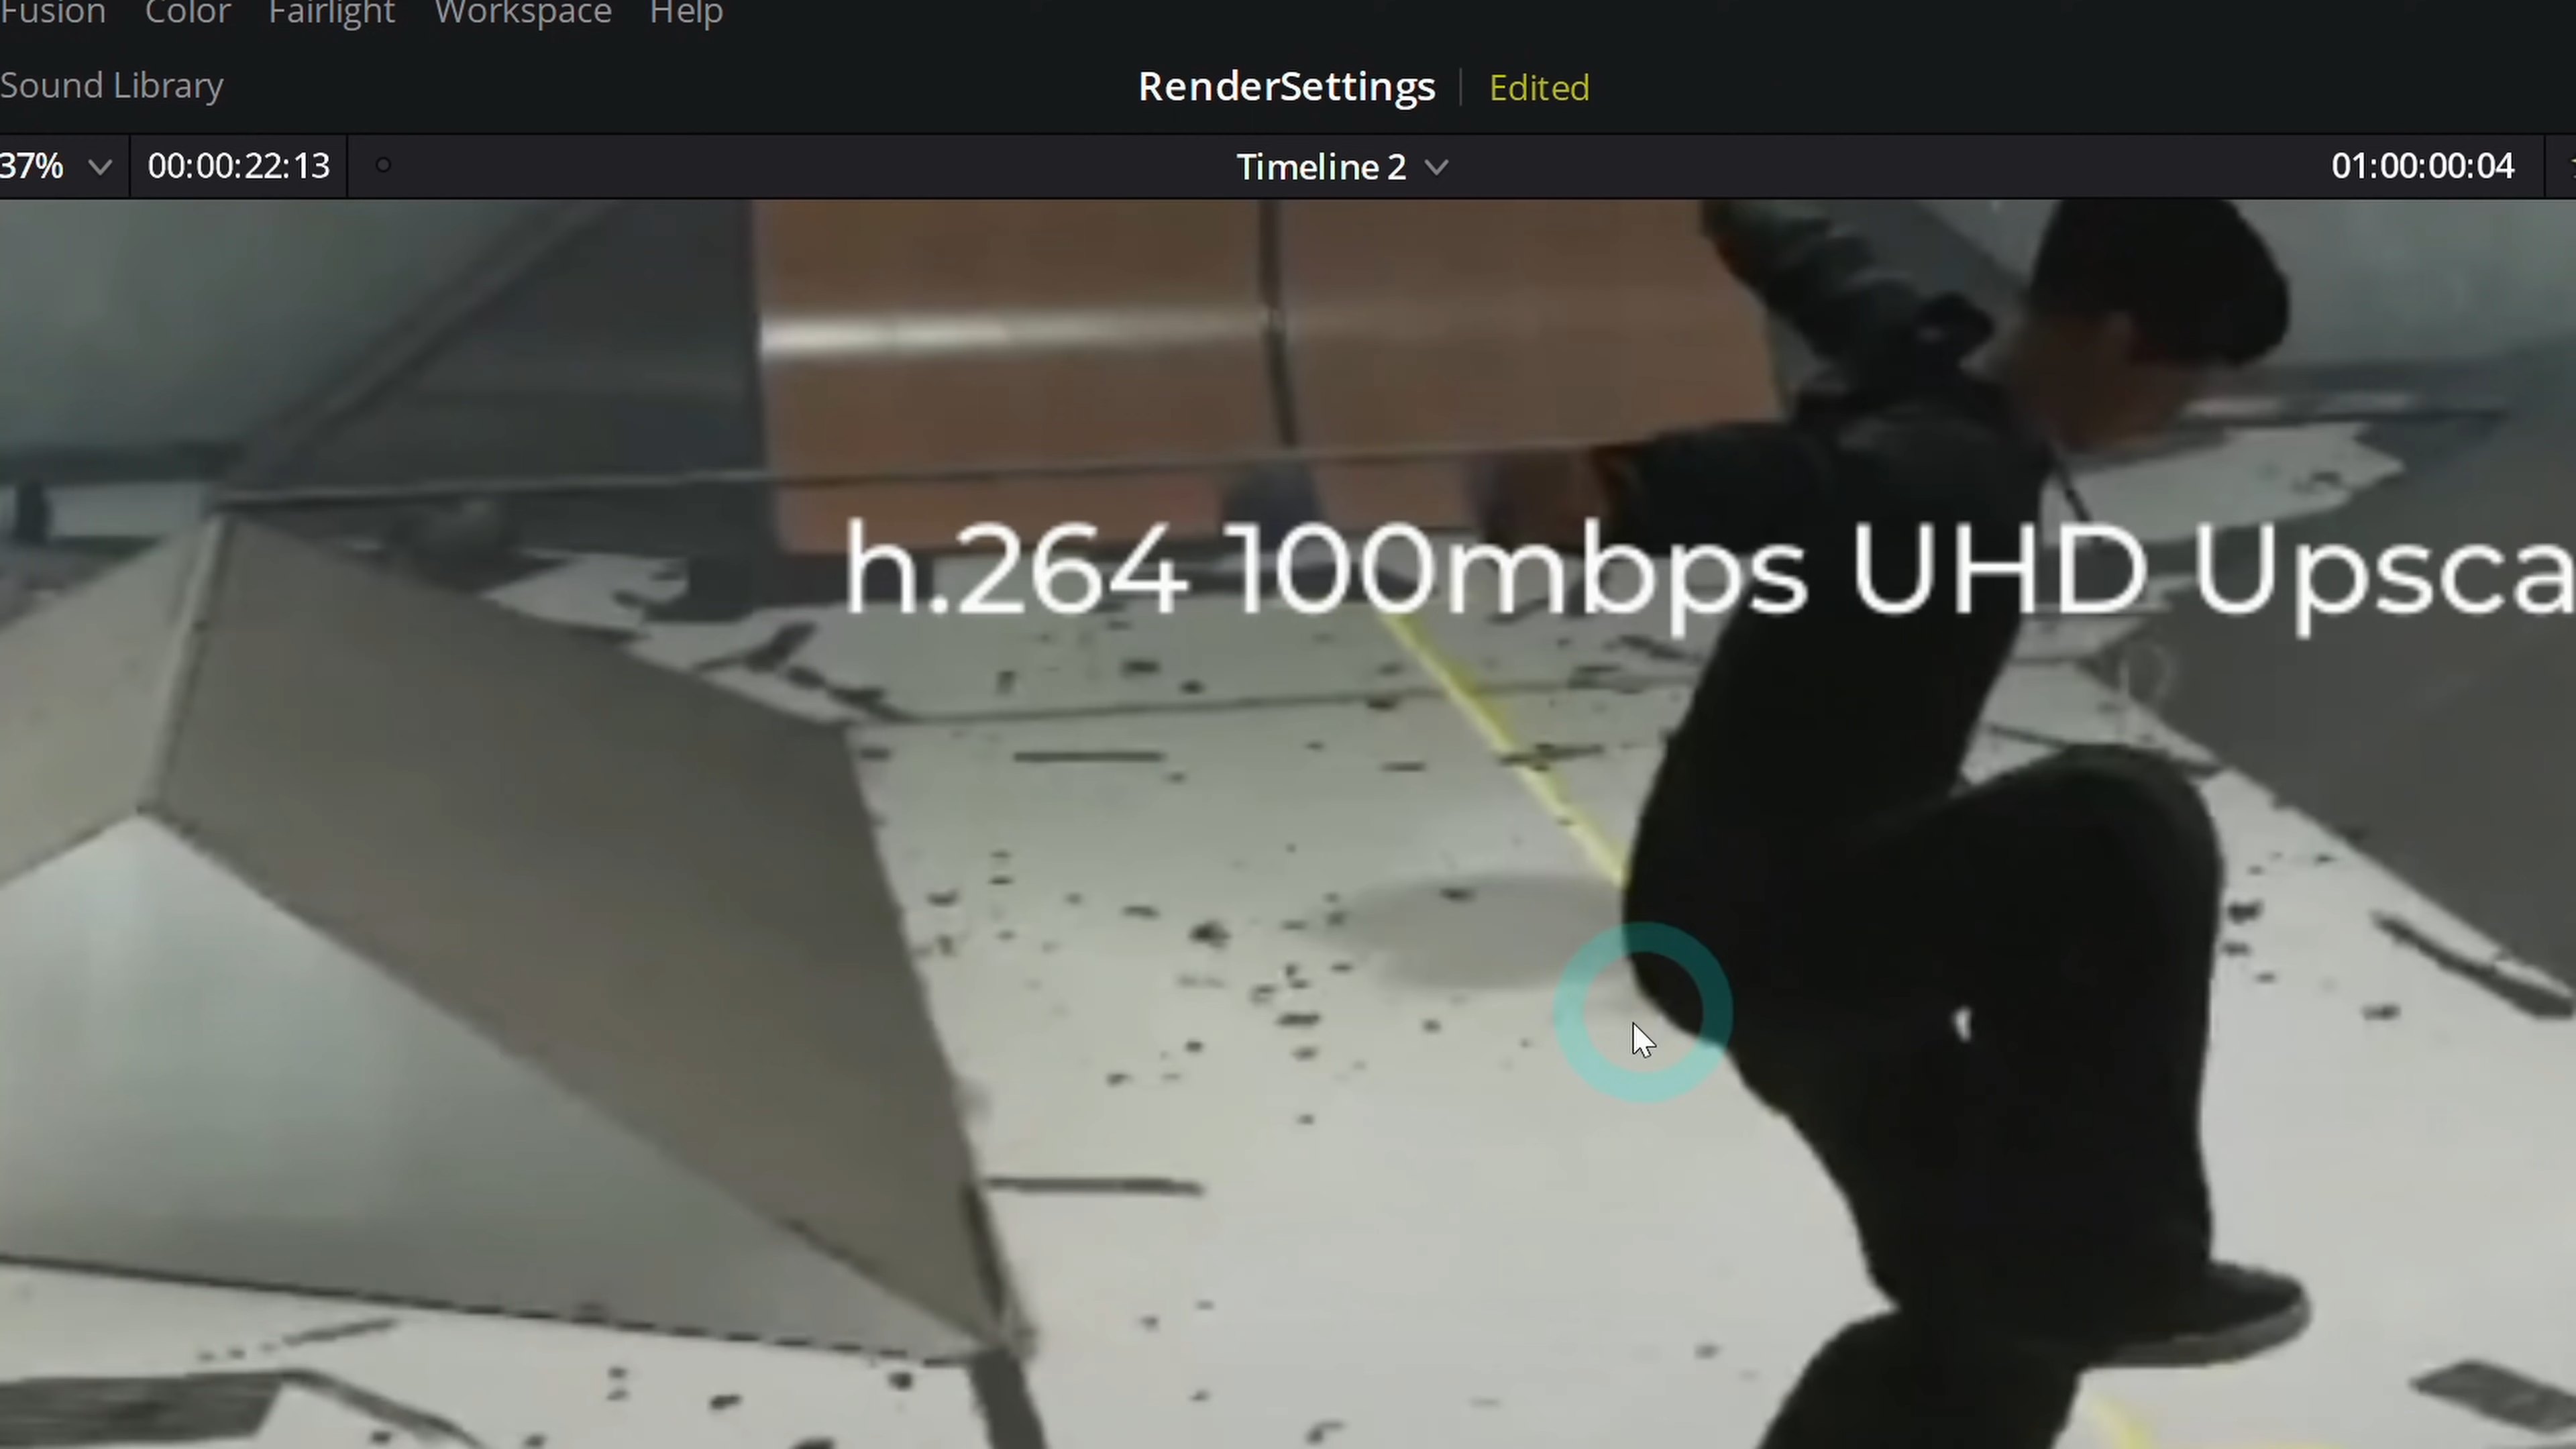 Fusion Color Fairlight Workspace Help
Sound Library RenderSettings Edited
37% 00:00:22:13 Timeline 2 01:00:00:04
h.264 100mbps UHD Upsca